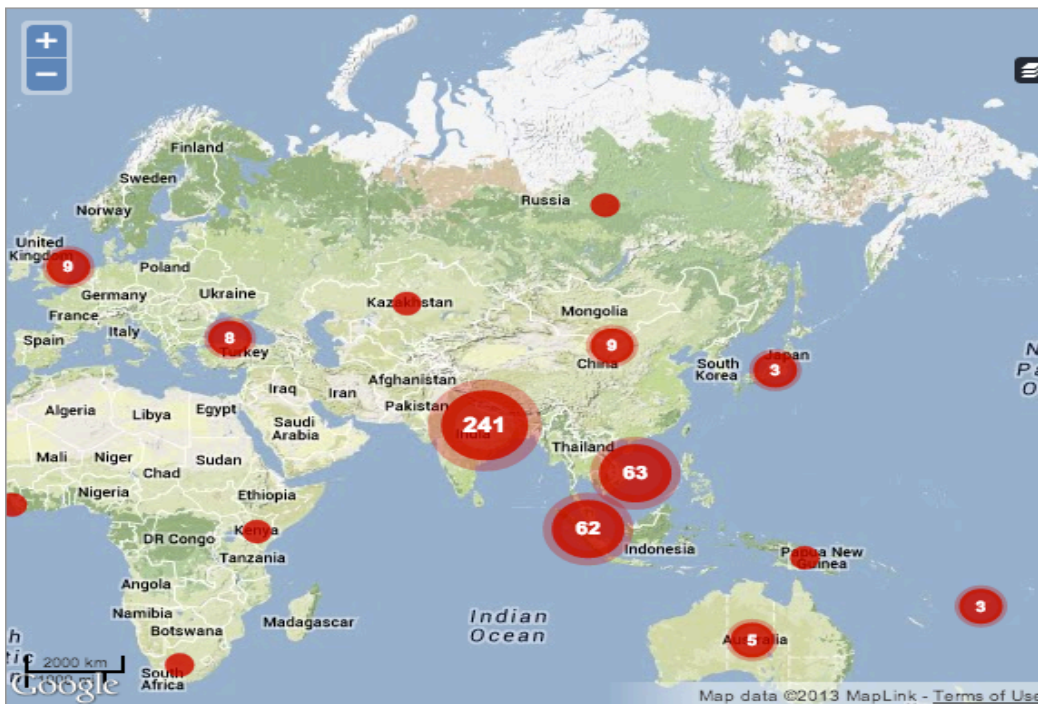 +
−
Finland
Sweden
Norway
Russia
United
Kingdom
9
Poland
Germany
Ukraine
Kazakhstan
Mongolia
France
Italy
8
9
Spain
Turkey
China
South
Korea
Japan
3
Afghanistan
Iraq
Iran
Algeria
Libya
Egypt
Pakistan
Saudi
Arabia
241
India
Thailand
Mali
Niger
Chad
Sudan
63
Nigeria
Ethiopia
62
Kenya
DR Congo
Indonesia
Papua New
Guinea
Tanzania
Angola
Namibia
Botswana
Madagascar
Indian
Ocean
3
5
Australia
2000 km
South
Africa
Google
Map data ©2013 MapLink - Terms of Use